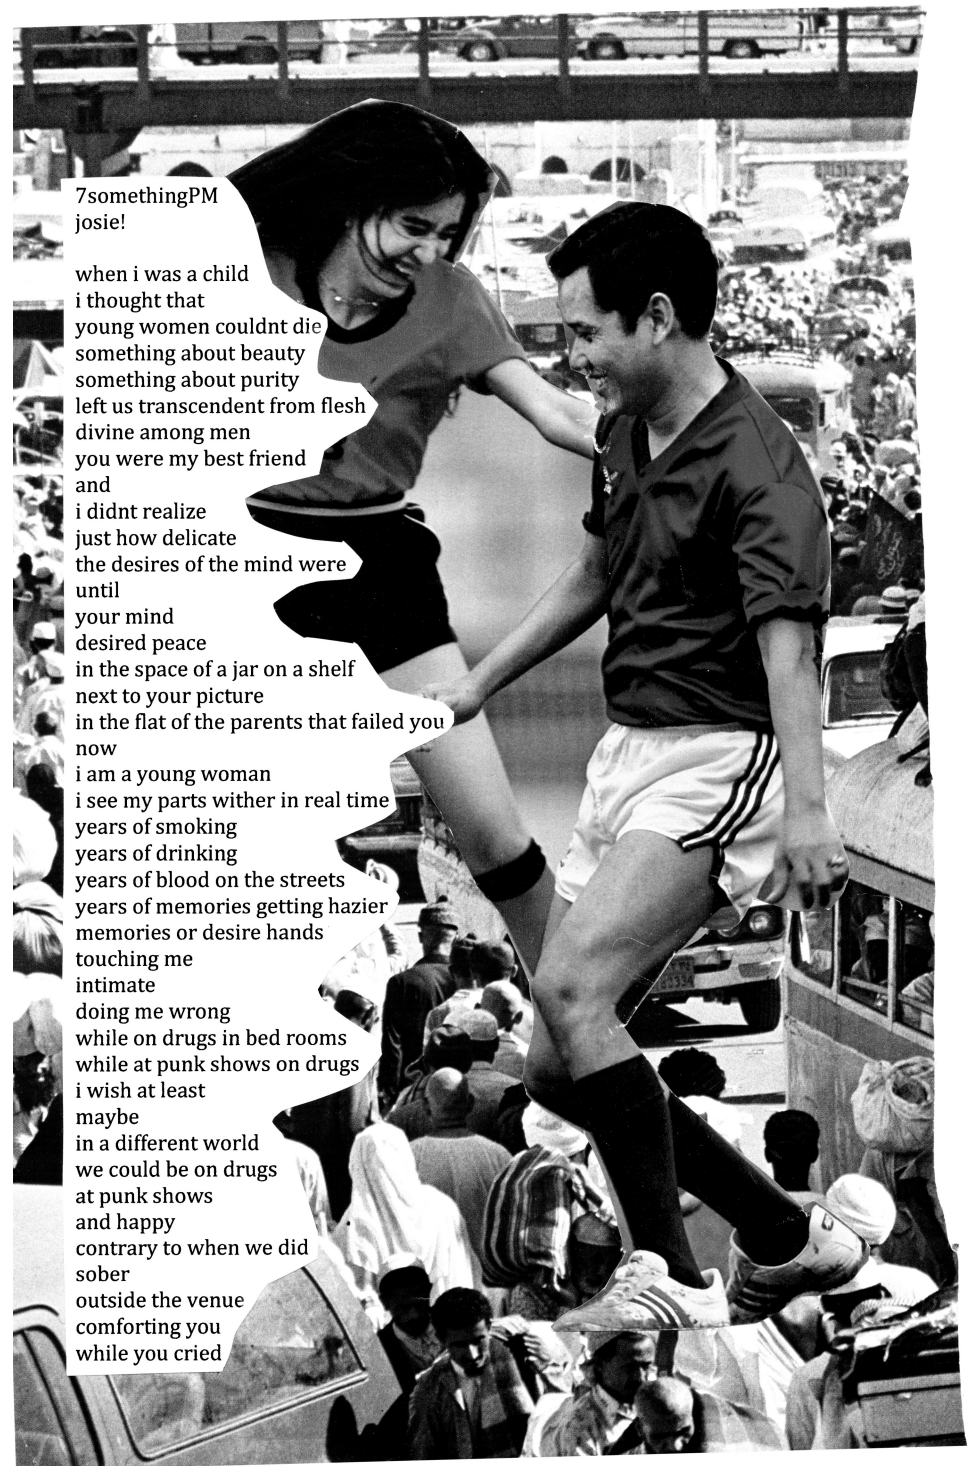 7somethingPM
josie!
when i was a child
i thought that
young women couldnt die
something about beauty
something about purity
left us transcendent from flesh
divine among men
you were my best friend
and
i didnt realize
just how delicate
the desires of the mind were
until
your mind
desired peace
in the space of a jar on a shelf
next to your picture
in the flat of the parents that failed you
now
i am a young woman
i see my parts wither in real time
years of smoking
years of drinking
years of blood on the streets
years of memories getting hazier
memories or desire hands
touching me
intimate
doing me wrong
while on drugs in bed rooms
while at punk shows on drugs
i wish at least
maybe
in a different world
we could be on drugs
at punk shows
and happy
contrary to when we did
sober
outside the venue
comforting you
while you cried